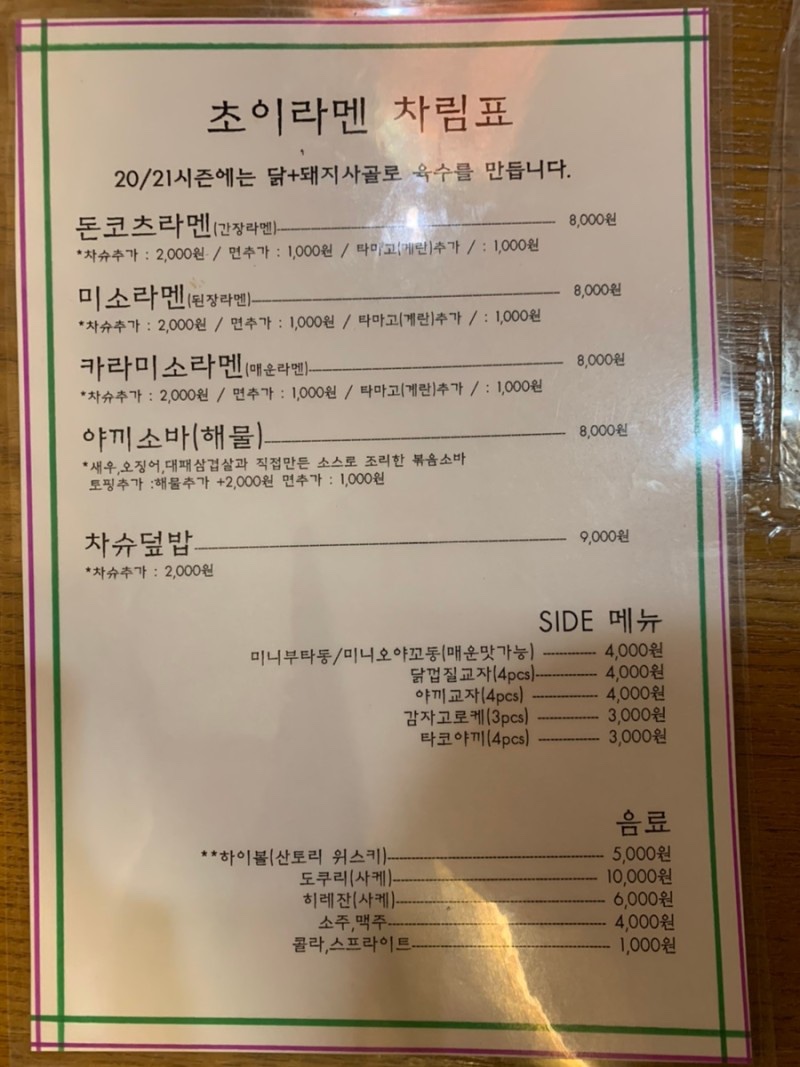 초이라멘 차림표
20/21시즌에는 닭+돼지사골로 육수를 만듭니다.
돈코츠라멘(간장라멘) 8,000원
*차슈추가 : 2,000원 / 면추가 : 1,000원 / 타마고(계란)추가 / : 1,000원
미소라멘(된장라멘) 8,000원
*차슈추가 : 2,000원 / 면추가 : 1,000원 / 타마고(계란)추가 / : 1,000원
카라미소라멘(매운라멘) 8,000원
*차슈추가 : 2,000원 / 면추가 : 1,000원 / 타마고(계란)추가 / : 1,000원
야끼소바(해물) 8,000원
*새우,오징어,대패삼겹살과 직접만든 소스로 조리한 볶음소바
토핑추가 :해물추가 +2,000원 면추가 : 1,000원
차슈덮밥 9,000원
*차슈추가 : 2,000원
SIDE 메뉴
미니부타동/미니오야꼬동(매운맛가능) 4,000원
닭껍질교자(4pcs) 4,000원
야끼교자(4pcs) 4,000원
감자고로케(3pcs) 3,000원
타코야끼(4pcs) 3,000원
음료
**하이볼(산토리 위스키) 5,000원
도쿠리(사케) 10,000원
히레잔(사케) 6,000원
소주,맥주 4,000원
콜라,스프라이트 1,000원